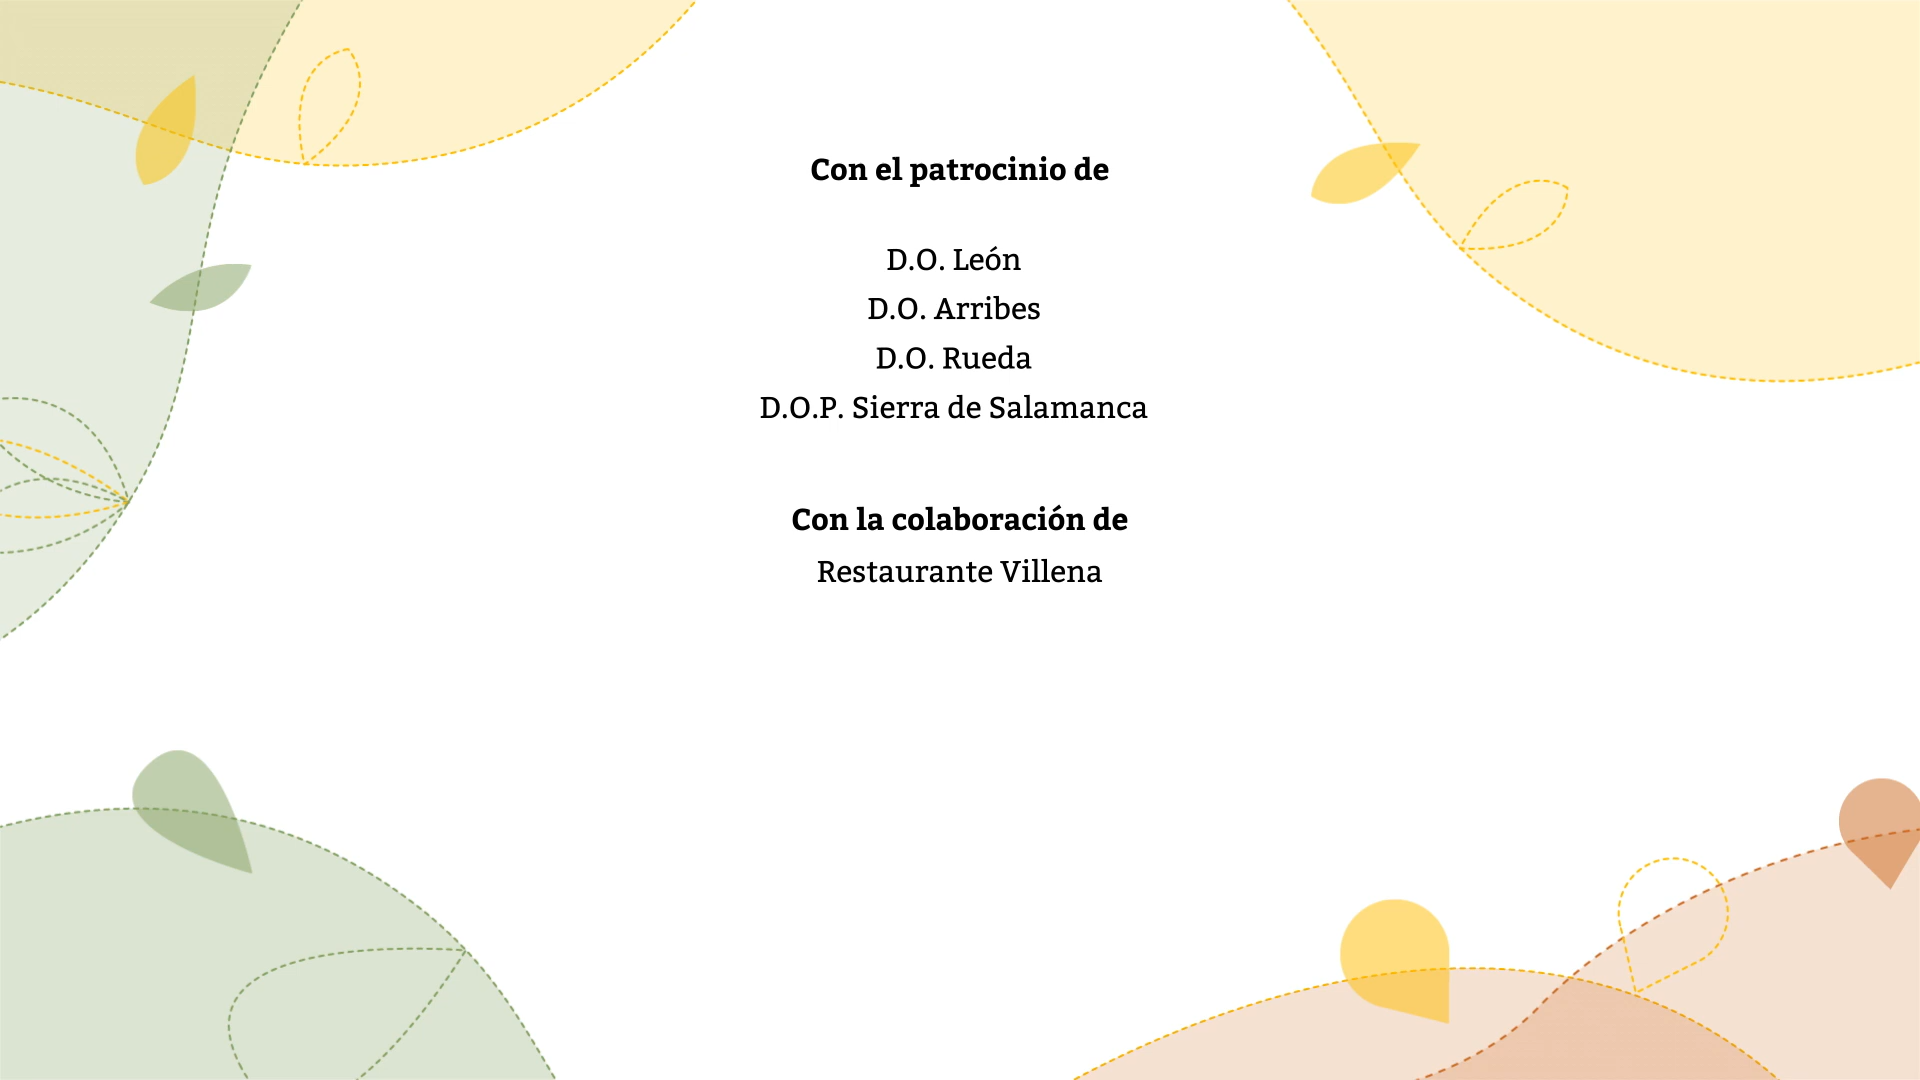 Con el patrocinio de
D.O. León
D.O. Arribes
D.O. Rueda
D.O.P. Sierra de Salamanca
Con la colaboración de
Restaurante Villena